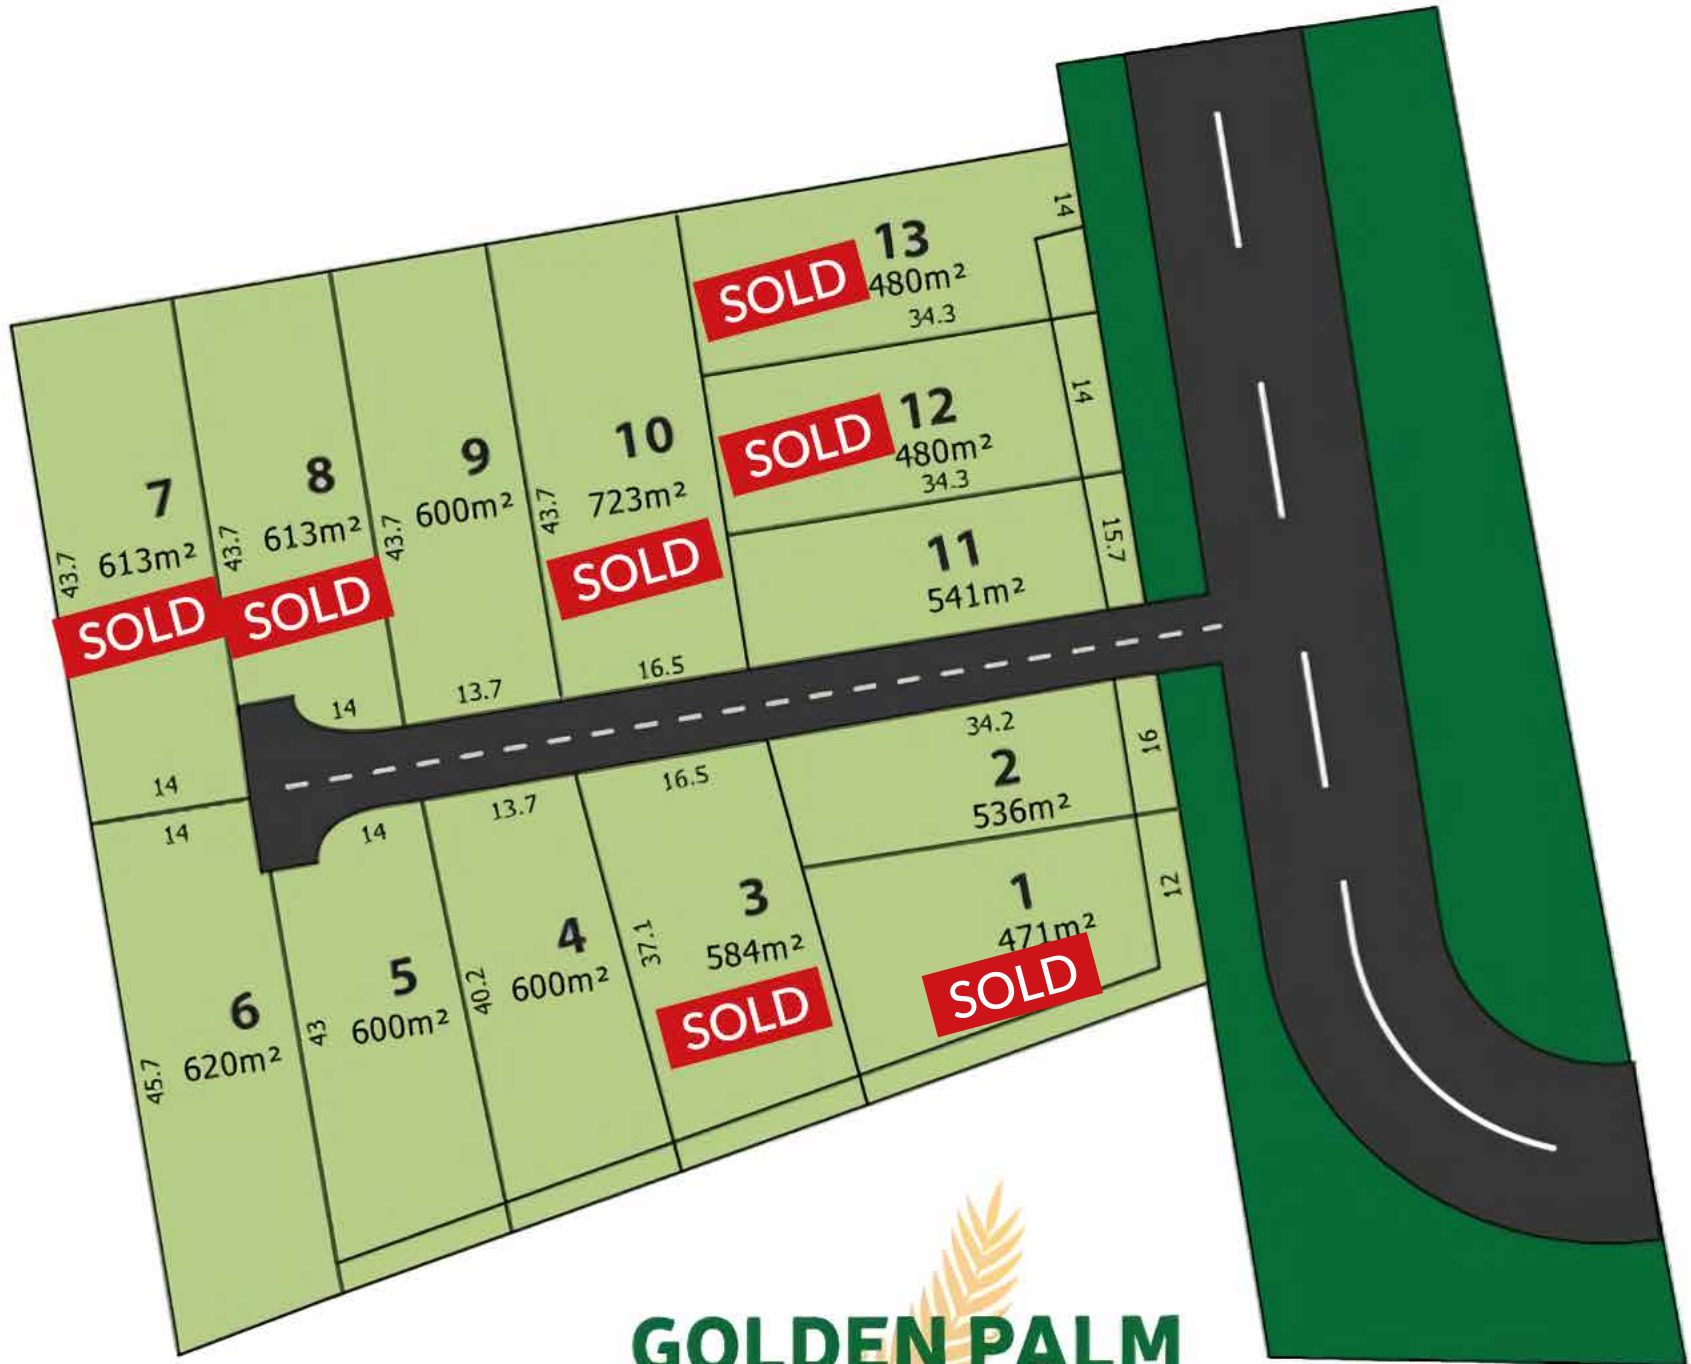 14
13
SOLD
480m²
34.3
14
12
SOLD
480m²
34.3
15.7
11
541m²
10
723m²
43.7
SOLD
16.5
9
600m²
43.7
13.7
8
613m²
43.7
SOLD
14
7
613m²
43.7
SOLD
14
14
6
620m²
45.7
14
5
600m²
43
13.7
4
600m²
40.2
16.5
3
584m²
37.1
SOLD
34.2
16
2
536m²
12
1
471m²
SOLD
GOLDEN PALM